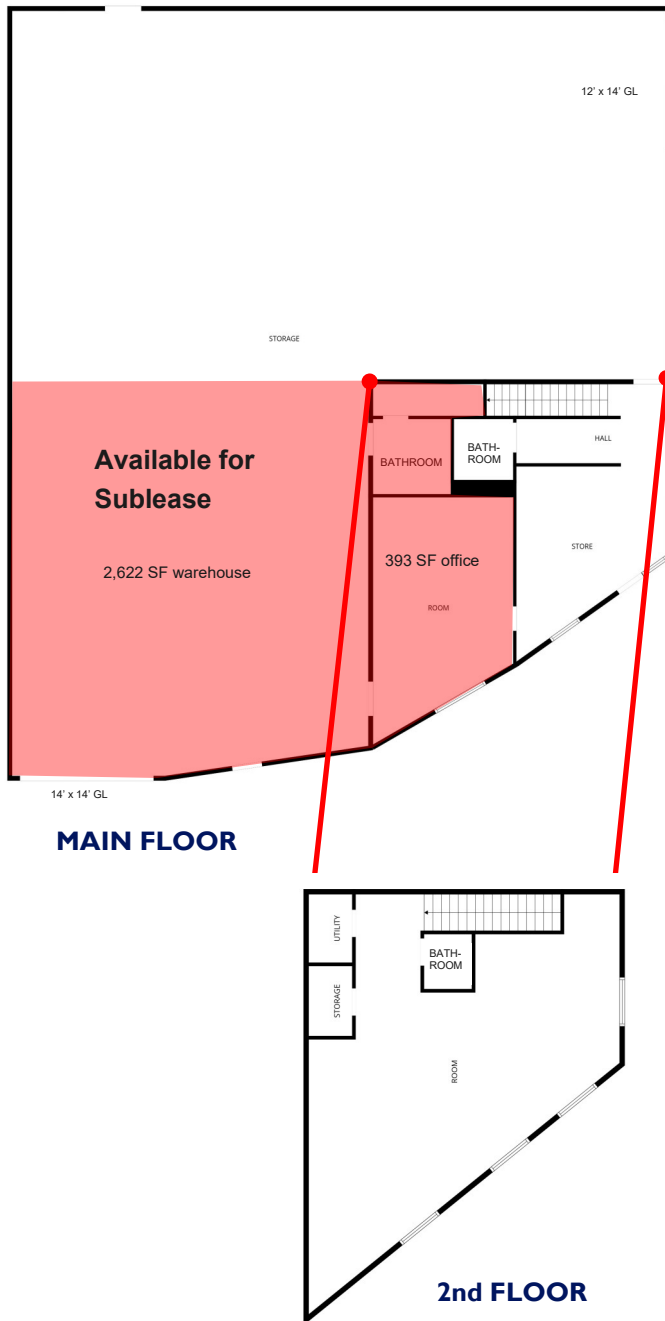 12' x 14' GL
STORAGE
Available for
Sublease
2,622 SF warehouse
BATHROOM
BATH-
ROOM
HALL
STORE
393 SF office
ROOM
14' x 14' GL
MAIN FLOOR
UTILITY
STORAGE
BATH-
ROOM
ROOM
2nd FLOOR